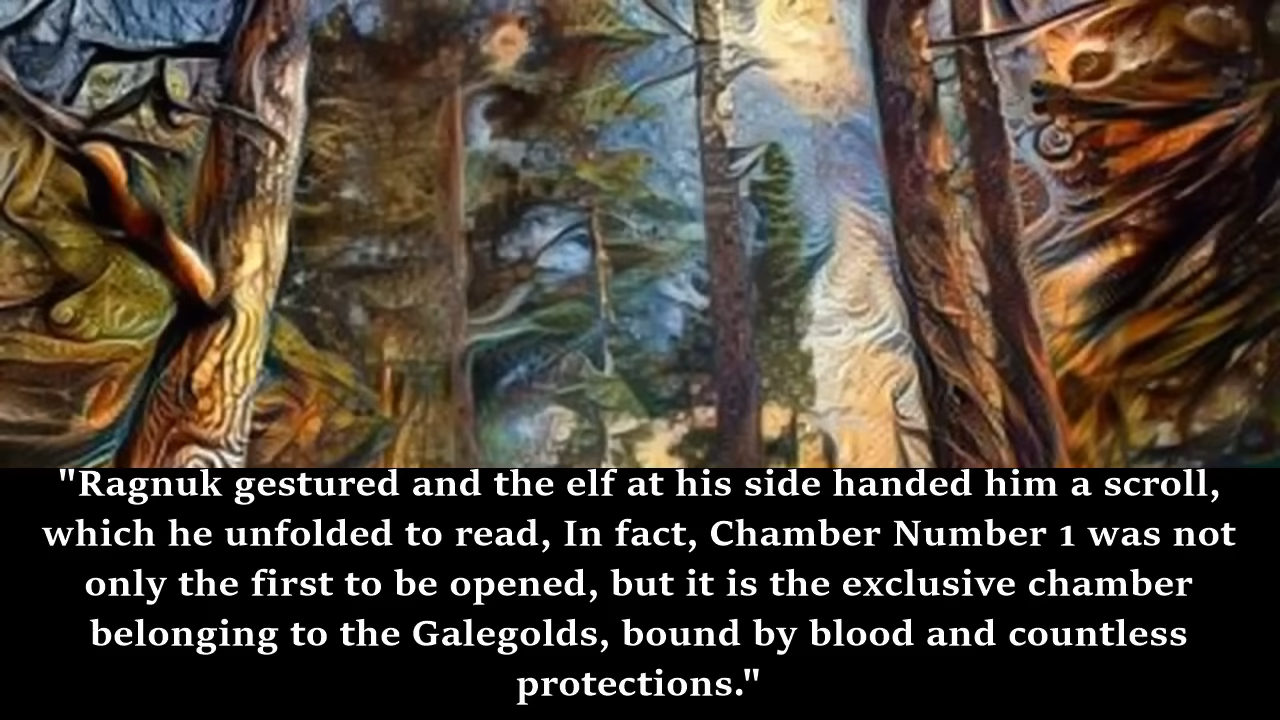 "Ragnuk gestured and the elf at his side handed him a scroll,
which he unfolded to read, In fact, Chamber Number 1 was not
only the first to be opened, but it is the exclusive chamber
belonging to the Galegolds, bound by blood and countless
protections."